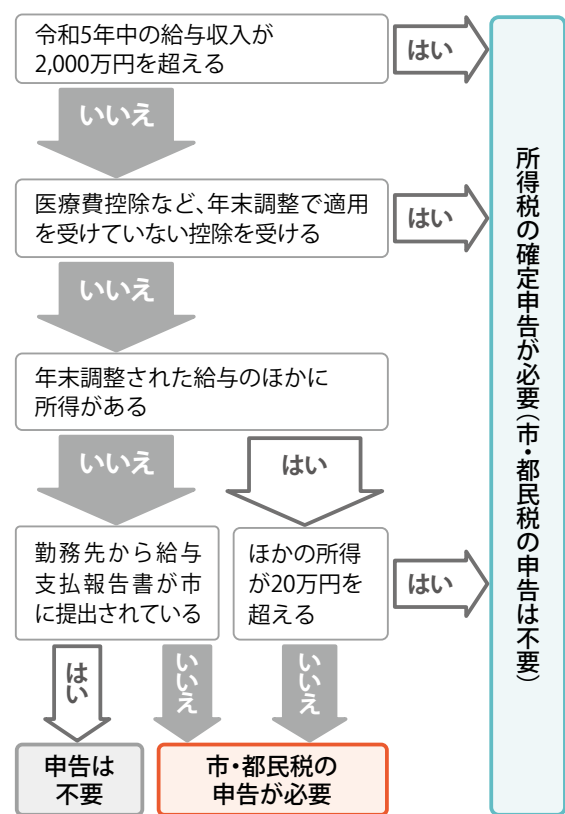 令和5年中の給与収入が
2,000万円を超える
はい
いいえ
医療費控除など、年末調整で適用
を受けていない控除を受ける
はい
いいえ
年末調整された給与のほかに
所得がある
いいえ
はい
勤務先から給与
支払報告書が市
に提出されている
ほかの所得
が20万円を
超える
はい
はい
いいえ
いいえ
申告は
不要
市・都民税の
申告が必要
所得税の確定申告が必要（市・都民税の申告は不要）